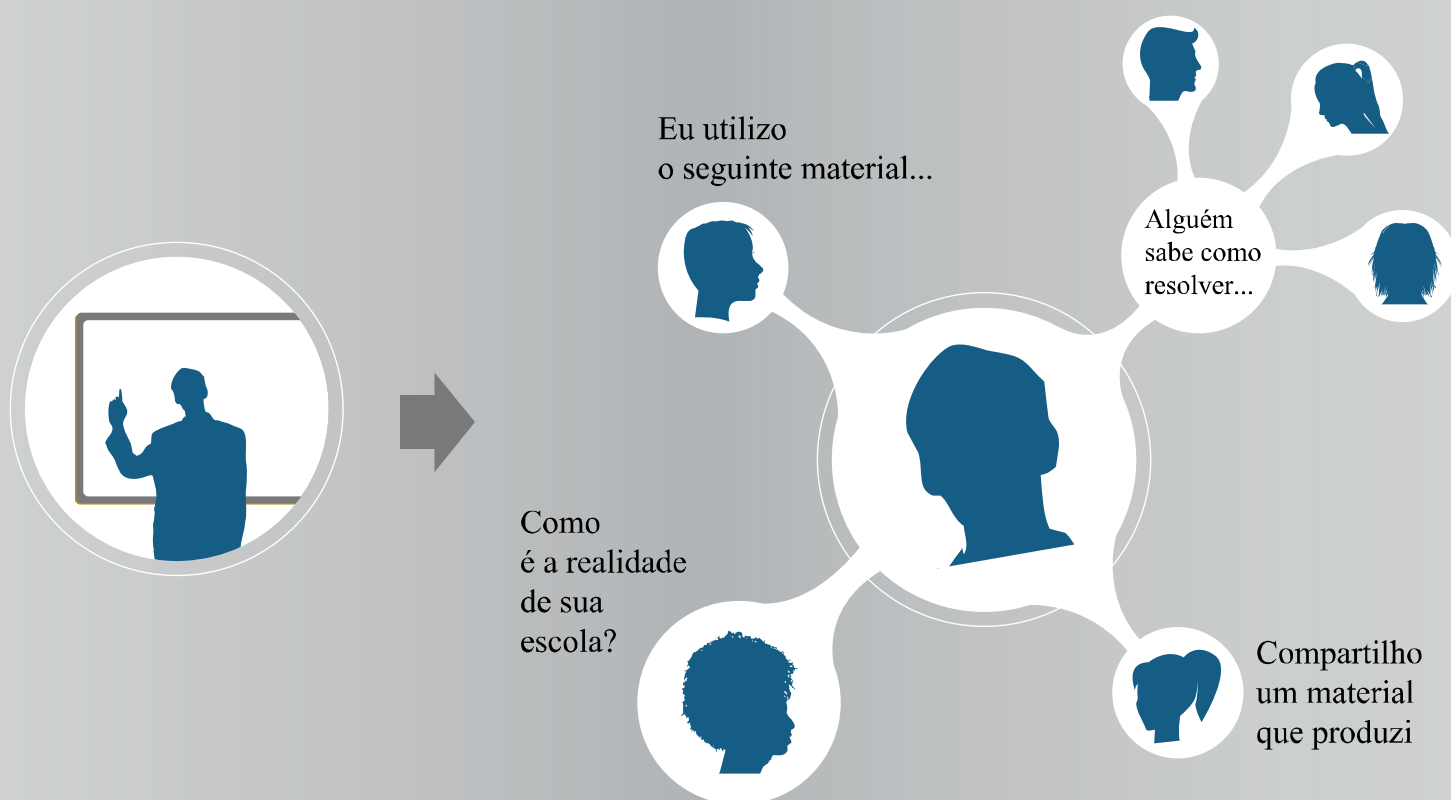 Eu utilizo
o seguinte material...
Alguém
sabe como
resolver...
Como
é a realidade
de sua
escola?
Compartilho
um material
que produzi